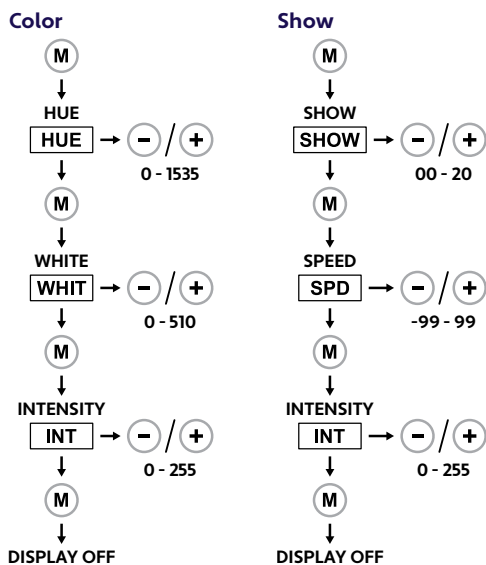 Color
M
HUE
HUE
- / +
0 - 1535
M
WHITE
WHIT
- / +
0 - 510
M
INTENSITY
INT
- / +
0 - 255
M
DISPLAY OFF
Show
M
SHOW
SHOW
- / +
00 - 20
M
SPEED
SPD
- / +
-99 - 99
M
INTENSITY
INT
- / +
0 - 255
M
DISPLAY OFF